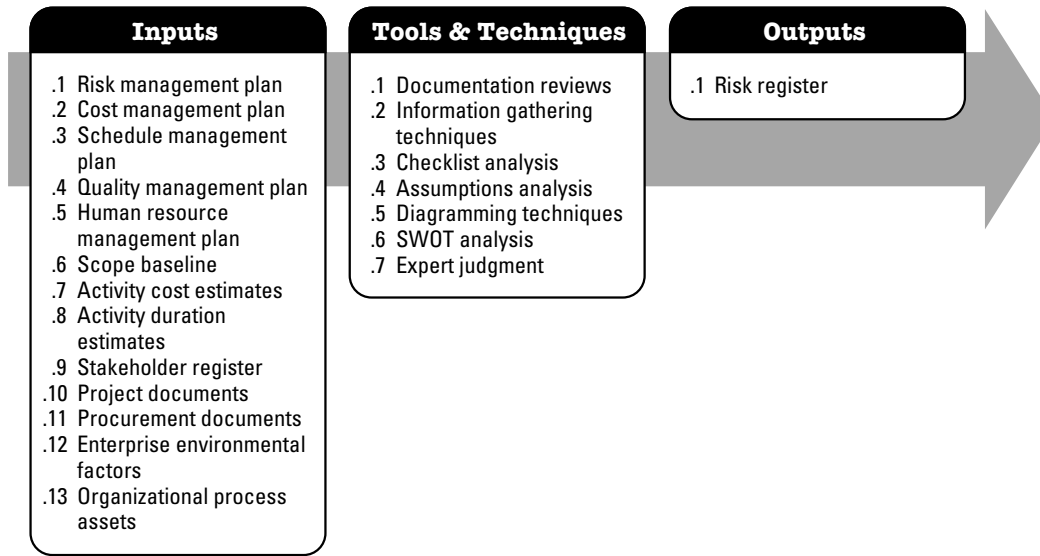 Inputs
.1 Risk management plan
.2 Cost management plan
.3 Schedule management
plan
.4 Quality management plan
.5 Human resource
management plan
.6 Scope baseline
.7 Activity cost estimates
.8 Activity duration
estimates
.9 Stakeholder register
.10 Project documents
.11 Procurement documents
.12 Enterprise environmental
factors
.13 Organizational process
assets
Tools & Techniques
.1 Documentation reviews
.2 Information gathering
techniques
.3 Checklist analysis
.4 Assumptions analysis
.5 Diagramming techniques
.6 SWOT analysis
.7 Expert judgment
Outputs
.1 Risk register